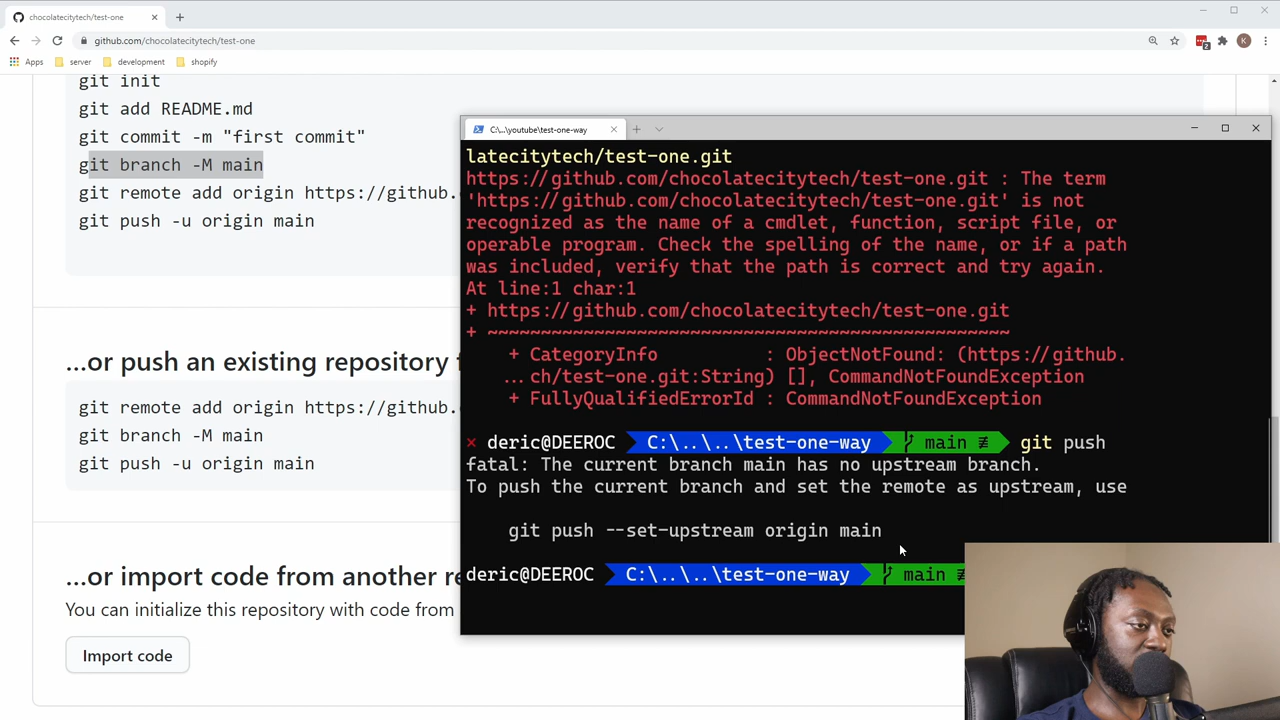 chocolatecitytech/test-one
github.com/chocolatecitytech/test-one
2
K
Apps
server
development
shopify
git init
git add README.md
git commit -m "first commit"
git branch -M main
git remote add origin https://github.
git push -u origin main
...or push an existing repository f
git remote add origin https://github.
git branch -M main
git push -u origin main
...or import code from another re
You can initialize this repository with code from
Import code
C:\...\youtube\test-one-way
latecitytech/test-one.git
https://github.com/chocolatecitytech/test-one.git : The term
'https://github.com/chocolatecitytech/test-one.git' is not
recognized as the name of a cmdlet, function, script file, or
operable program. Check the spelling of the name, or if a path
was included, verify that the path is correct and try again.
At line:1 char:1
+ https://github.com/chocolatecitytech/test-one.git
+ ~~~~~~~~~~~~~~~~~~~~~~~~~~~~~~~~~~~~~~~~~~~~~~~~~
+ CategoryInfo : ObjectNotFound: (https://github.
...ch/test-one.git:String) [], CommandNotFoundException
+ FullyQualifiedErrorId : CommandNotFoundException
× deric@DEEROC C:\..\..\test-one-way main ≢ git push
fatal: The current branch main has no upstream branch.
To push the current branch and set the remote as upstream, use
git push --set-upstream origin main
deric@DEEROC C:\..\..\test-one-way main ≢